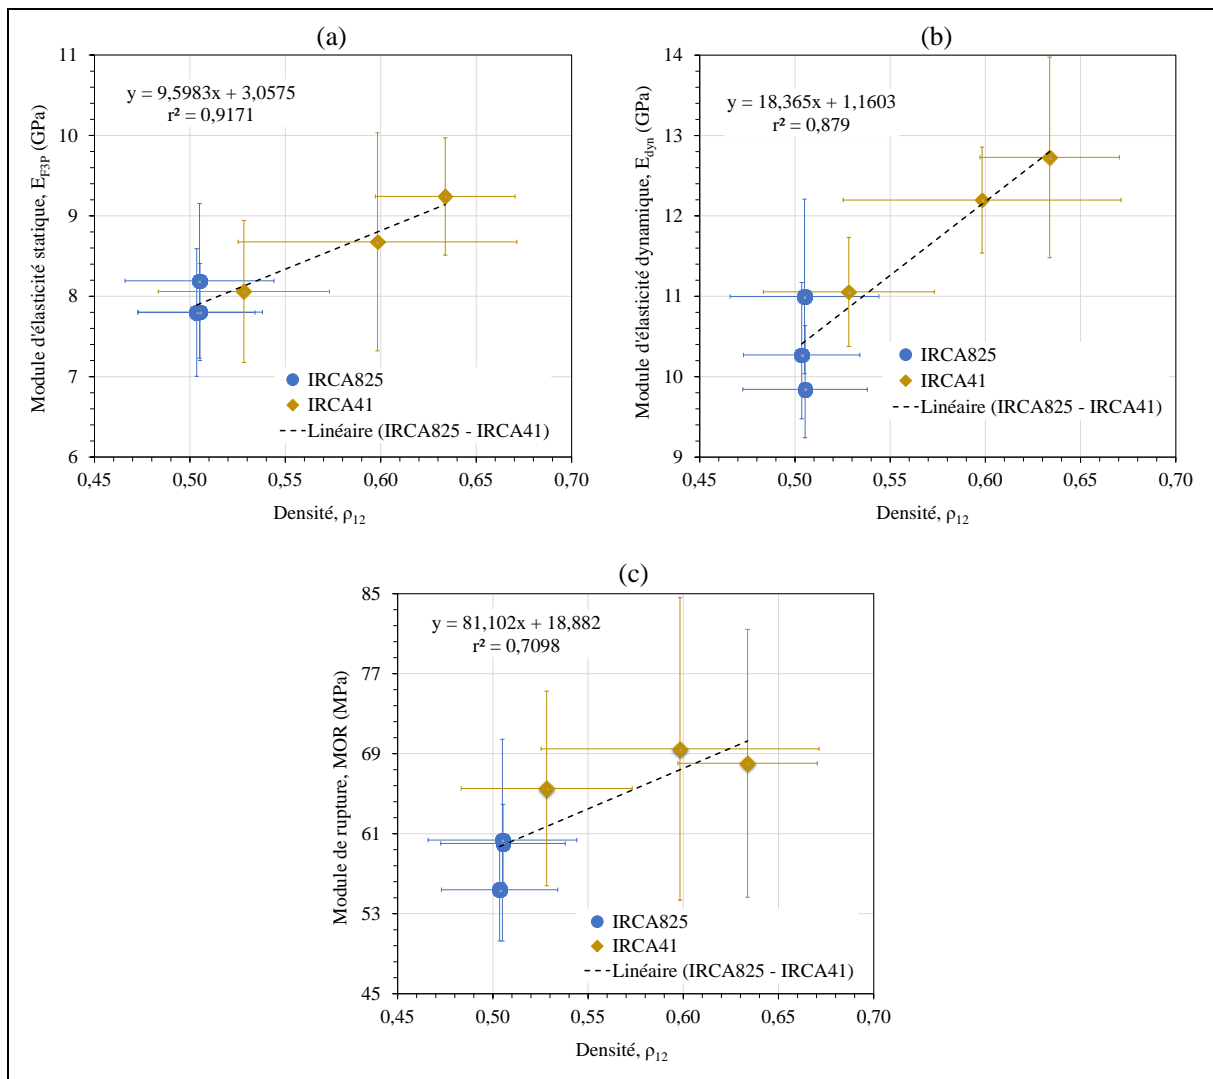 (a)
y = 9,5983x + 3,0575
r² = 0,9171
Module d'élasticité statique, E_F3P (GPa)
11
10
9
8
7
6
IRCA825
IRCA41
Linéaire (IRCA825 - IRCA41)
0,45
0,50
0,55
0,60
0,65
0,70
Densité, ρ₁₂
(b)
y = 18,365x + 1,1603
r² = 0,879
Module d'élasticité dynamique, E_dyn (GPa)
14
13
12
11
10
9
IRCA825
IRCA41
Linéaire (IRCA825 - IRCA41)
0,45
0,50
0,55
0,60
0,65
0,70
Densité, ρ₁₂
(c)
y = 81,102x + 18,882
r² = 0,7098
Module de rupture, MOR (MPa)
85
77
69
61
53
45
IRCA825
IRCA41
Linéaire (IRCA825 - IRCA41)
0,45
0,50
0,55
0,60
0,65
0,70
Densité, ρ₁₂